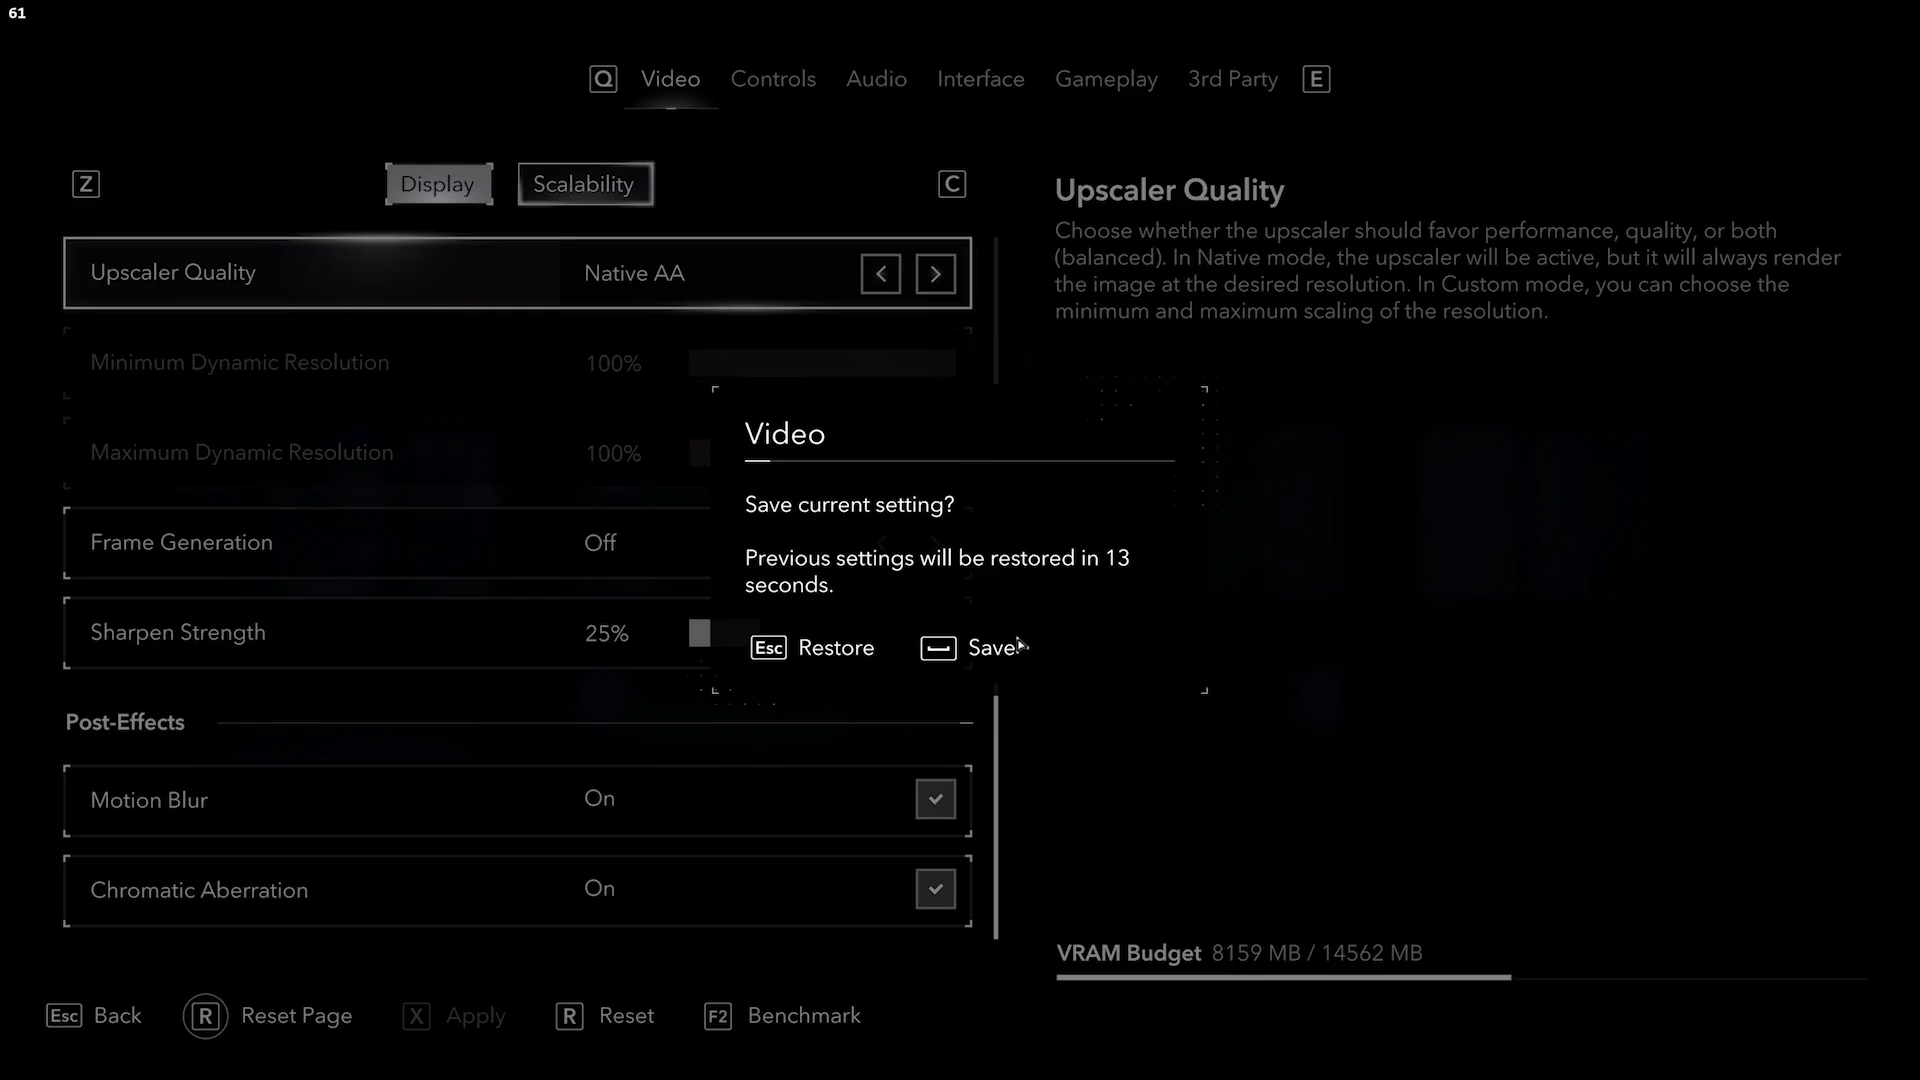 61
Q Video Controls Audio Interface Gameplay 3rd Party E
Z Display Scalability C
Upscaler Quality Native AA
Minimum Dynamic Resolution 100%
Maximum Dynamic Resolution 100%
Frame Generation Off
Sharpen Strength 25%
Post-Effects
Motion Blur On
Chromatic Aberration On
Upscaler Quality
Choose whether the upscaler should favor performance, quality, or both
(balanced). In Native mode, the upscaler will be active, but it will always render
the image at the desired resolution. In Custom mode, you can choose the
minimum and maximum scaling of the resolution.
Video
Save current setting?
Previous settings will be restored in 13
seconds.
Esc Restore Save
VRAM Budget 8159 MB / 14562 MB
Esc Back R Reset Page X Apply R Reset F2 Benchmark